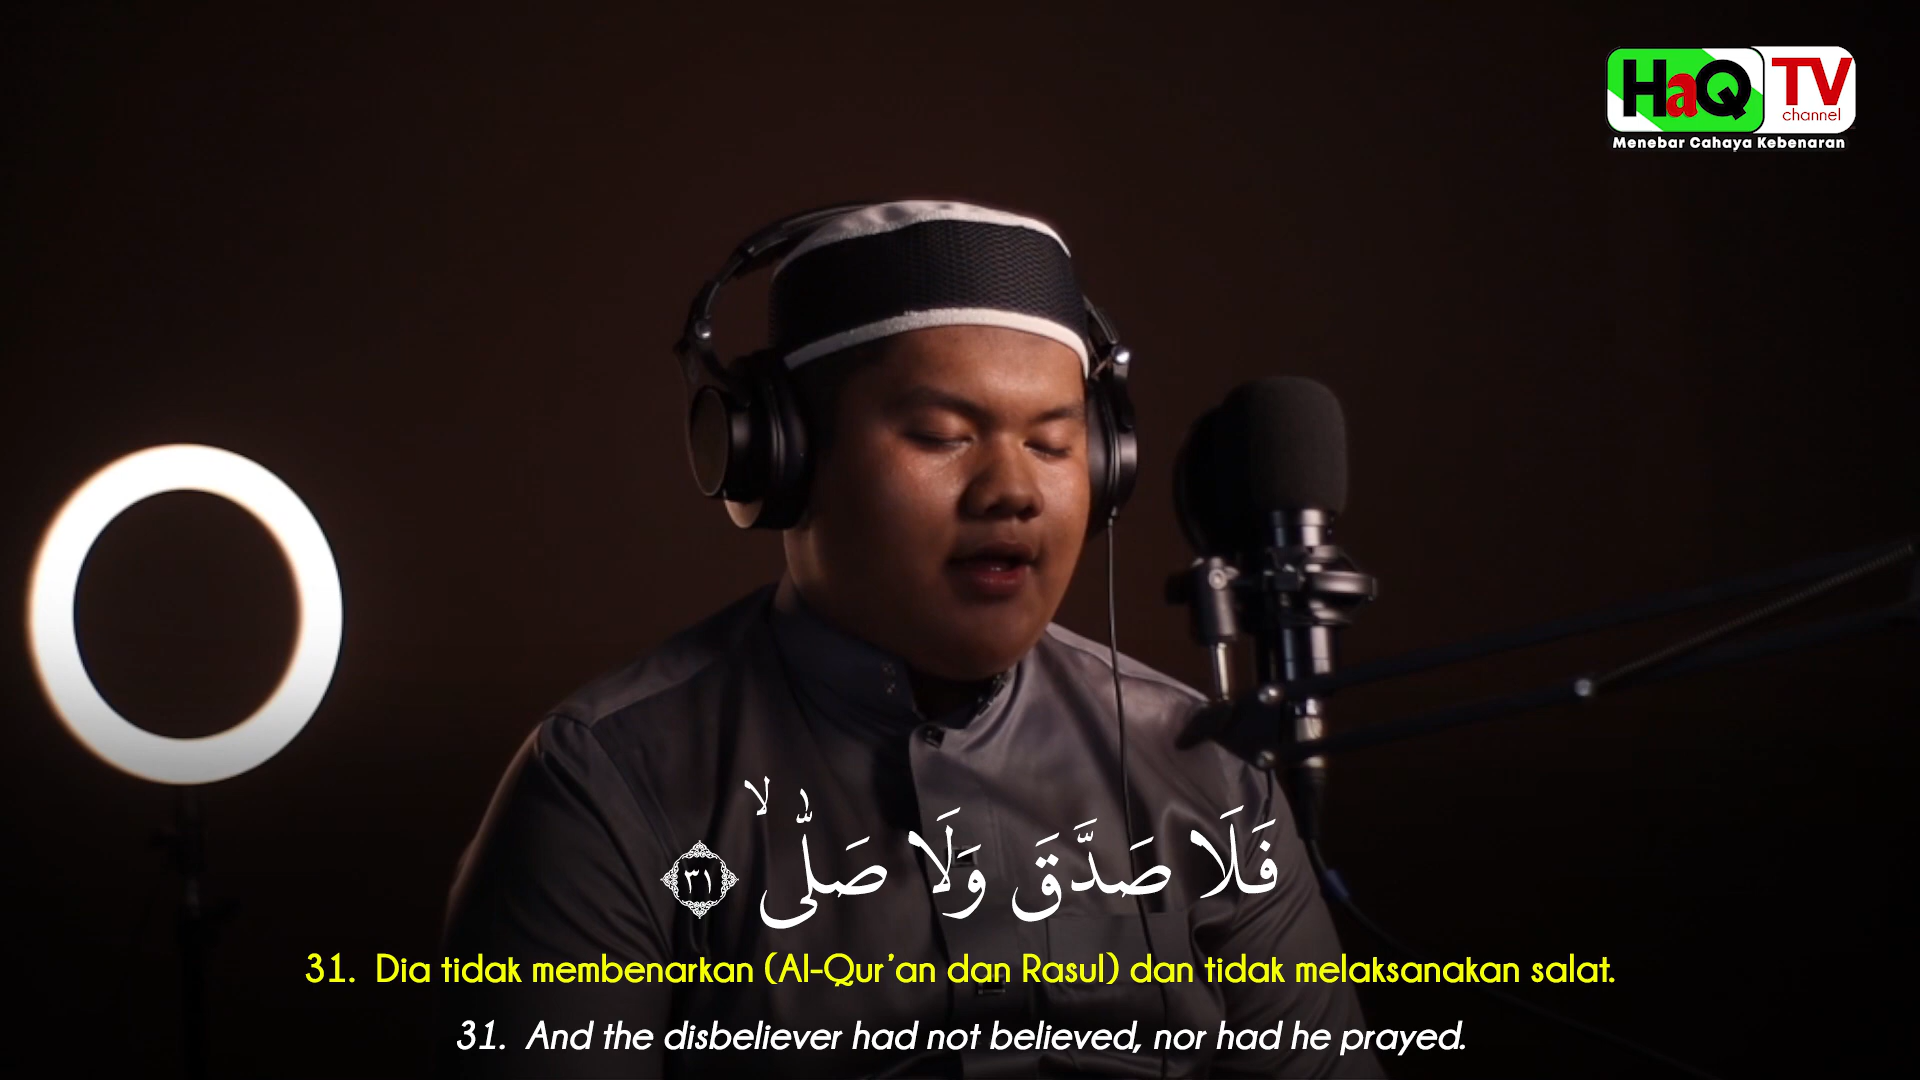 HaQ TV
channel
Menebar Cahaya Kebenaran
فَلَا صَدَّقَ وَلَا صَلّٰىۙ ٣١
31. Dia tidak membenarkan (Al-Qur’an dan Rasul) dan tidak melaksanakan salat.
31. And the disbeliever had not believed, nor had he prayed.